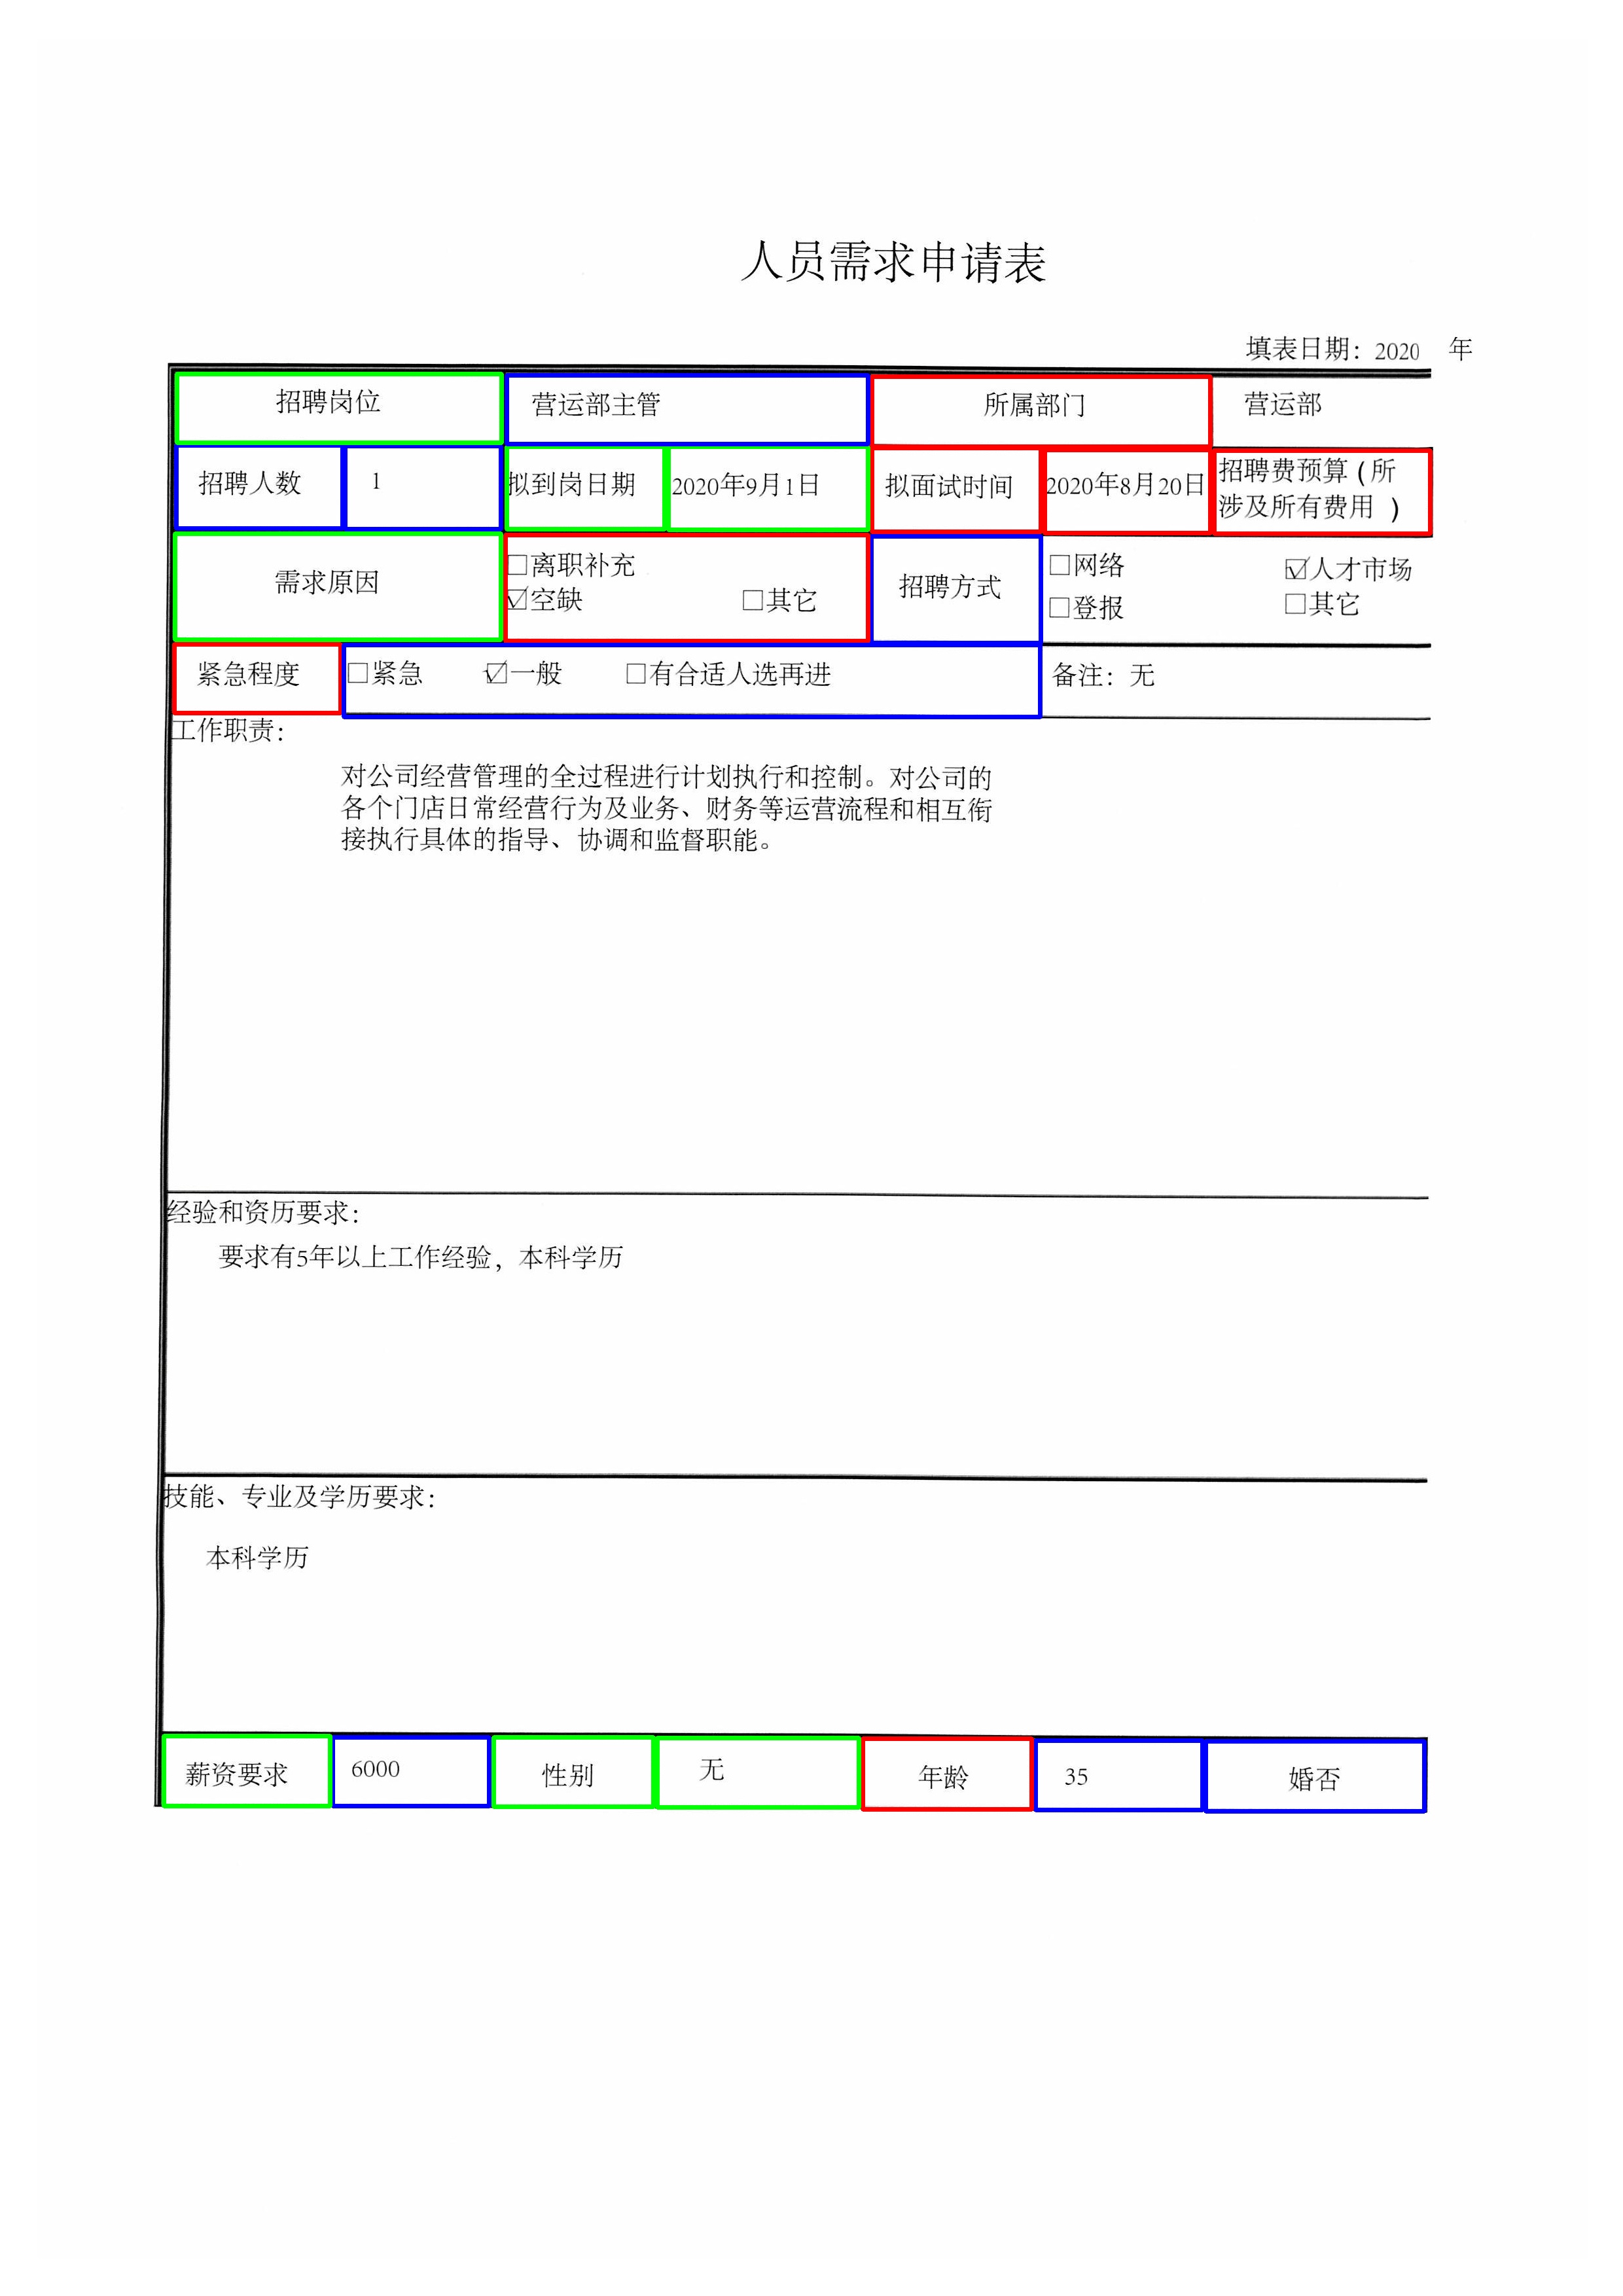 人员需求申请表
填表日期：2020 年
招聘岗位 营运部主管 所属部门 营运部
招聘人数 1 拟到岗日期 2020年9月1日 拟面试时间 2020年8月20日 招聘费预算(所
涉及所有费用 )
需求原因 □离职补充
☑空缺 □其它
招聘方式 □网络 ☑人才市场
□登报 □其它
紧急程度 □紧急 ☑一般 □有合适人选再进 备注：无
工作职责：
对公司经营管理的全过程进行计划执行和控制。对公司的
各个门店日常经营行为及业务、财务等运营流程和相互衔
接执行具体的指导、协调和监督职能。
经验和资历要求：
要求有5年以上工作经验，本科学历
技能、专业及学历要求：
本科学历
薪资要求 6000 性别 无 年龄 35 婚否